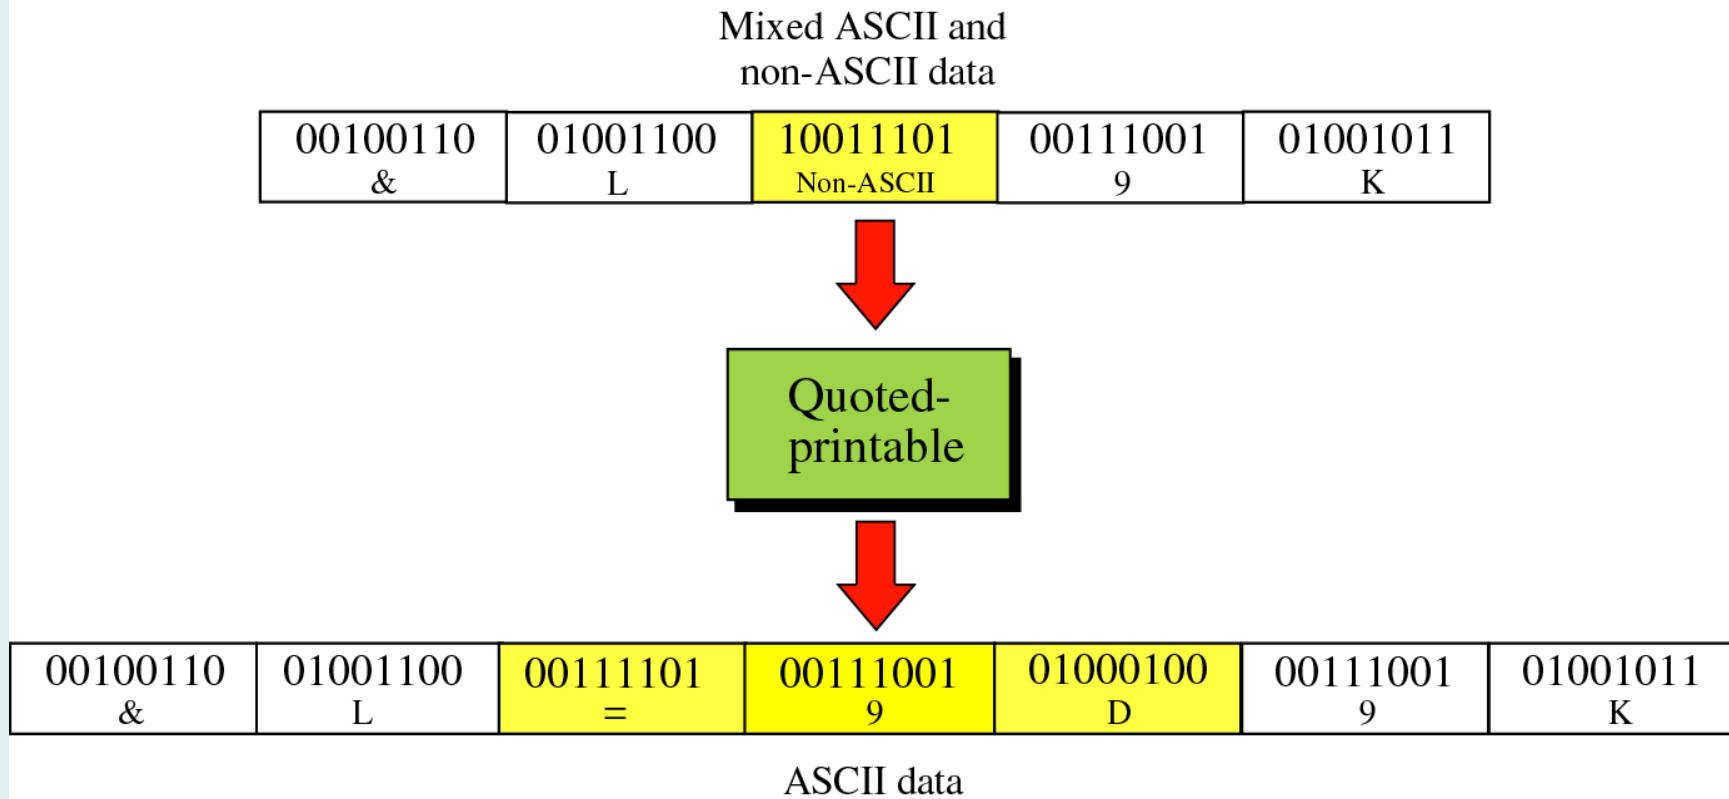 Mixed ASCII and
non-ASCII data
00100110 01001100 10011101 00111001 01001011
& L Non-ASCII 9 K
Quoted-
printable
00100110 01001100 00111101 00111001 01000100 00111001 01001011
& L = 9 D 9 K
ASCII data